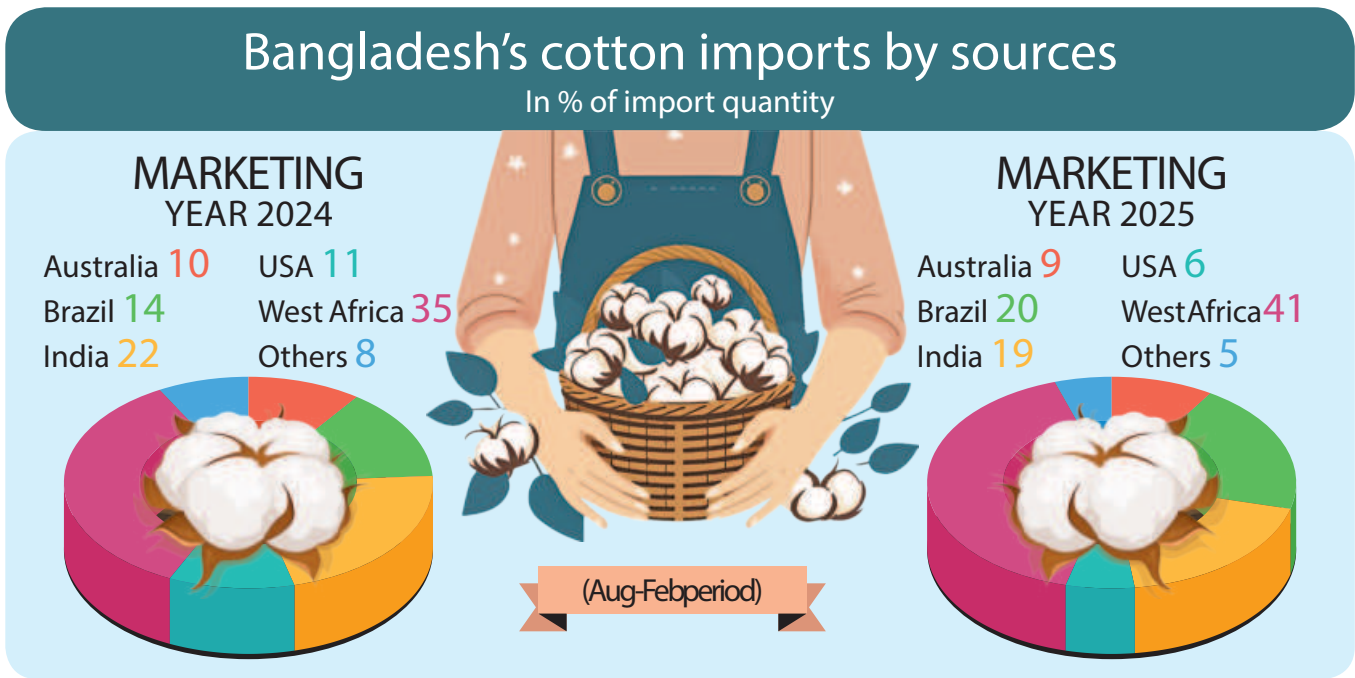 Bangladesh’s cotton imports by sources
In % of import quantity
MARKETING
YEAR 2024
Australia 10
USA 11
Brazil 14
West Africa 35
India 22
Others 8
MARKETING
YEAR 2025
Australia 9
USA 6
Brazil 20
WestAfrica41
India 19
Others 5
(Aug-Febperiod)